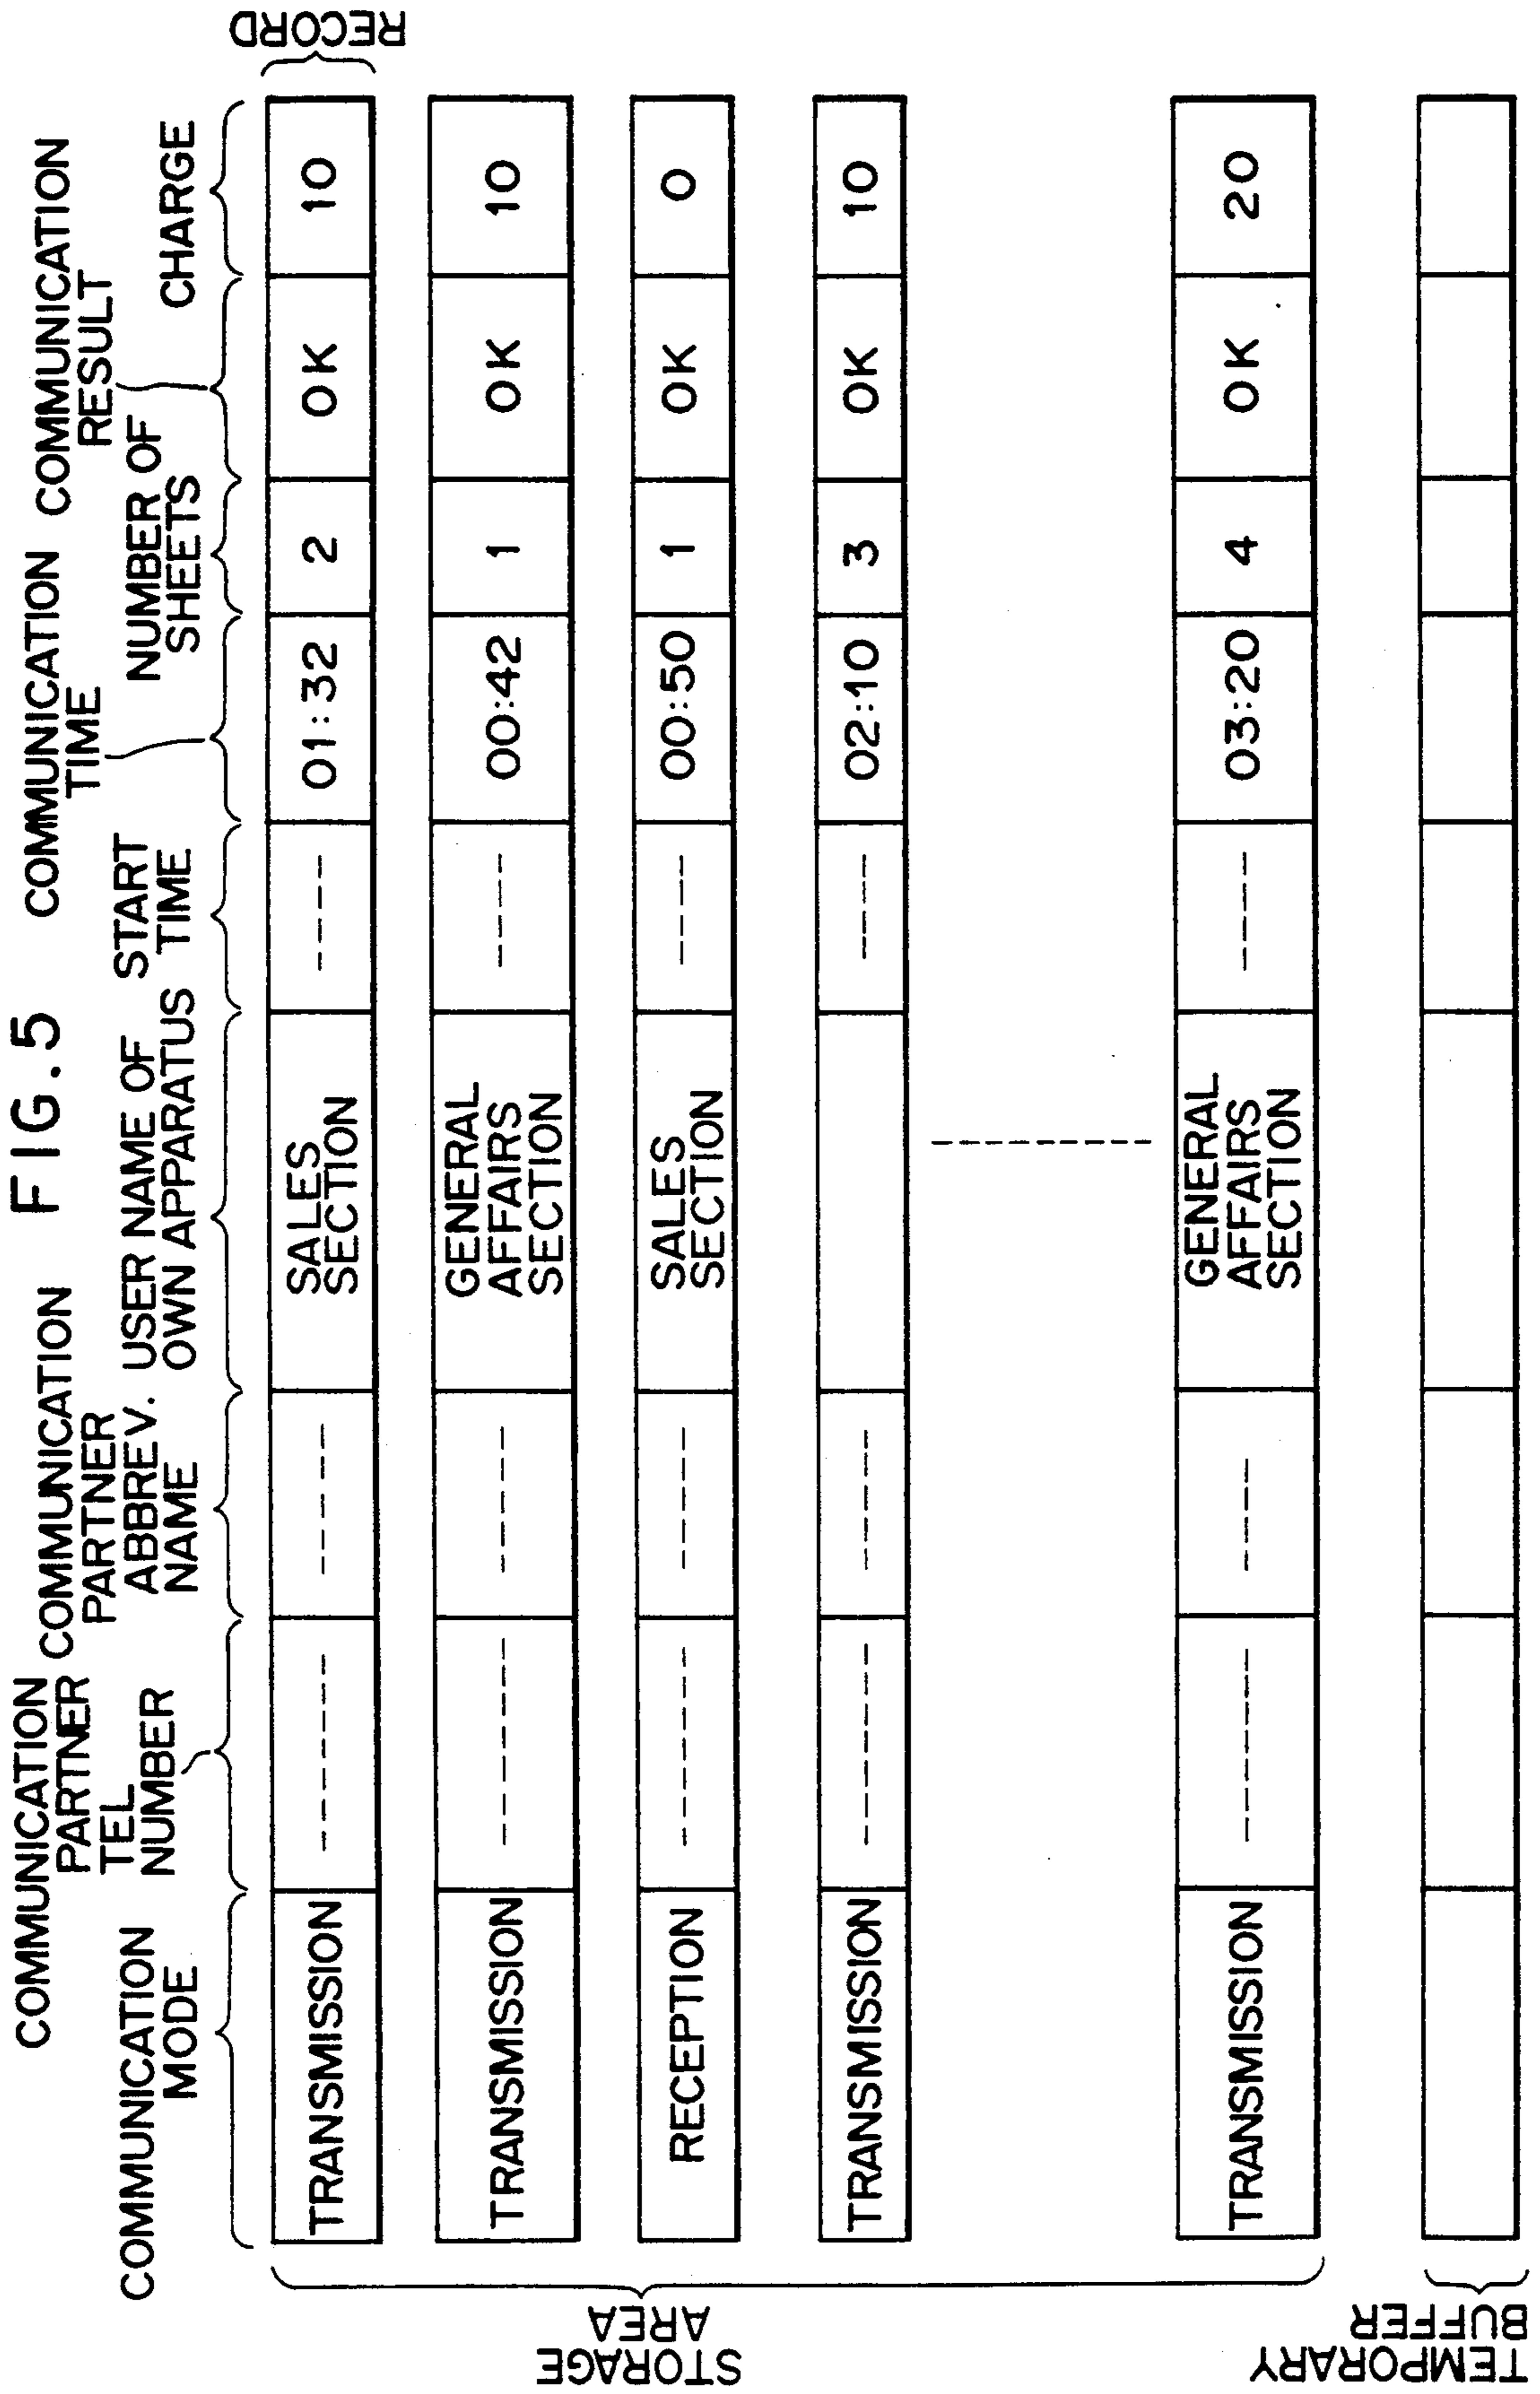 FIG. 5
COMMUNICATION
MODE
COMMUNICATION
PARTNER
TEL
NUMBER
COMMUNICATION
PARTNER
ABBREV.
NAME
USER NAME OF
OWN APPARATUS
START
TIME
COMMUNICATION
TIME
NUMBER OF
SHEETS
COMMUNICATION
RESULT
CHARGE
RECORD
STORAGE
AREA
TRANSMISSION
SALES
SECTION
01:32
2
OK
10
TRANSMISSION
GENERAL
AFFAIRS
SECTION
00:42
1
OK
10
RECEPTION
SALES
SECTION
00:50
1
OK
0
TRANSMISSION
02:10
3
OK
10
TRANSMISSION
GENERAL
AFFAIRS
SECTION
03:20
4
OK
20
TEMPORARY
BUFFER